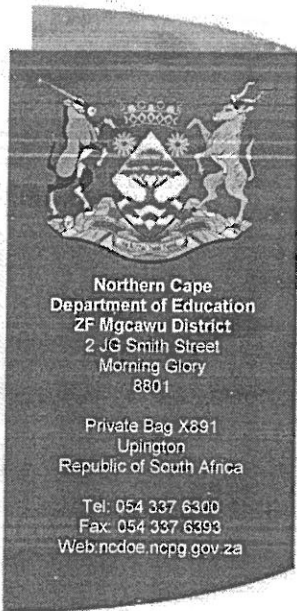 Northern Cape
Department of Education
ZF Mgcawu District
2 JG Smith Street
Morning Glory
8801
Private Bag X891
Upington
Republic of South Africa
Tel: 054 337 6300
Fax: 054 337 6393
Web:ncdoe.ncpg.gov.za